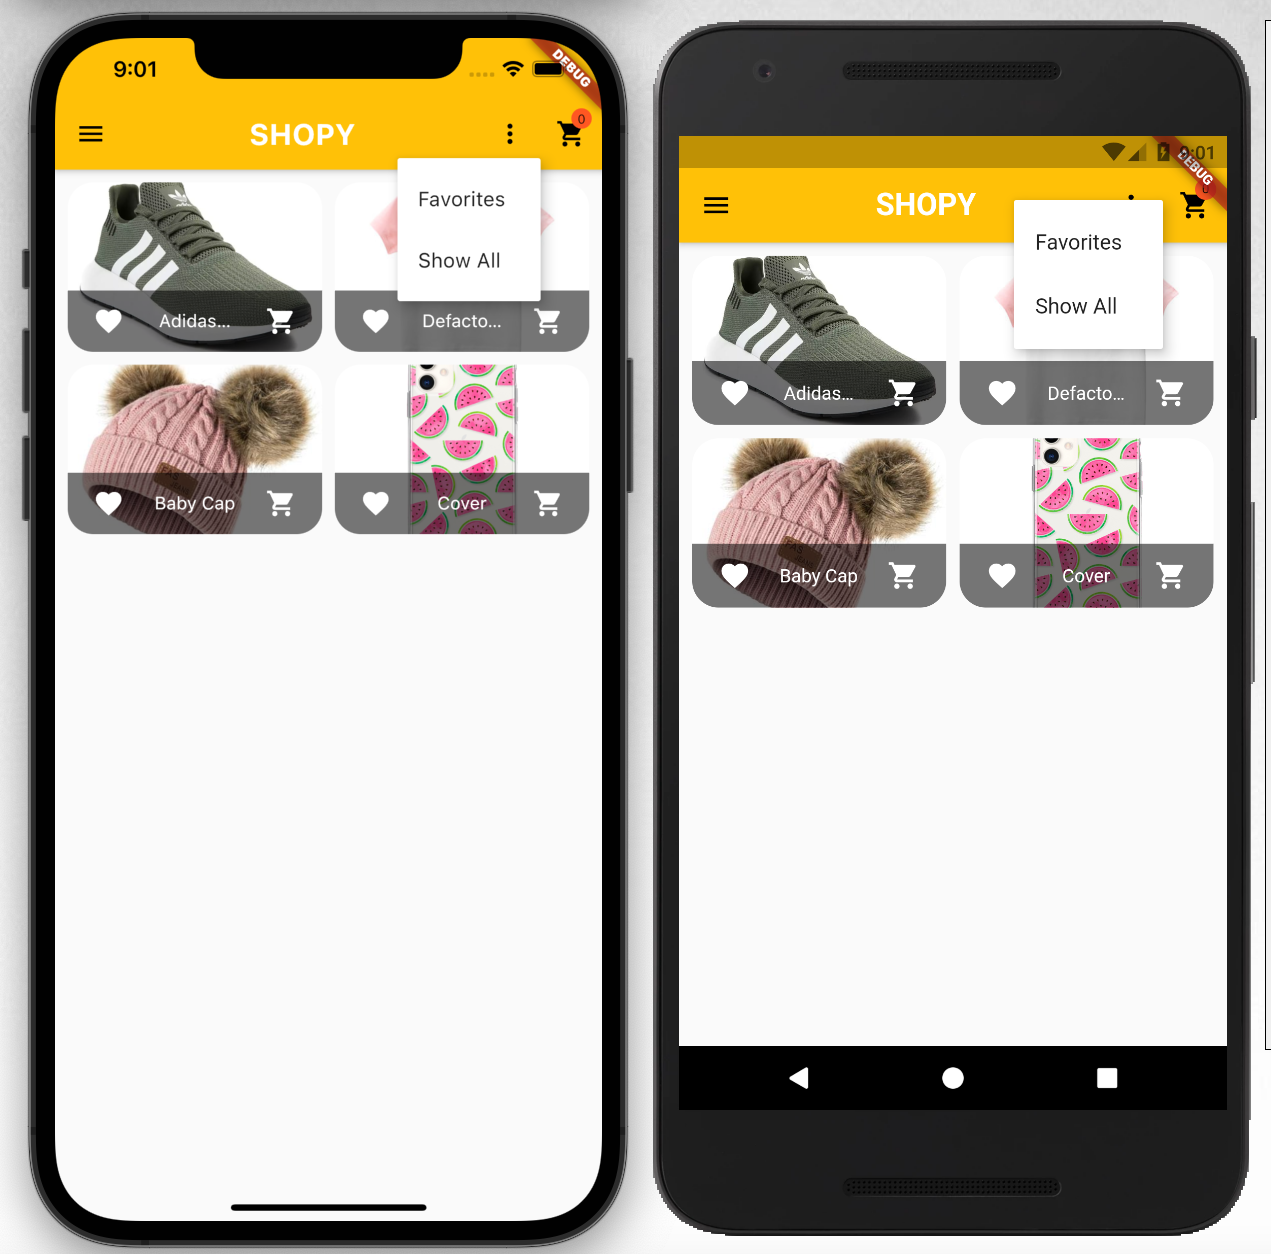 9:01
DEBUG
SHOPY
0
Favorites
Show All
Adidas...
Defacto...
Baby Cap
Cover
9:01
DEBUG
SHOPY
Favorites
Show All
Adidas...
Defacto...
Baby Cap
Cover